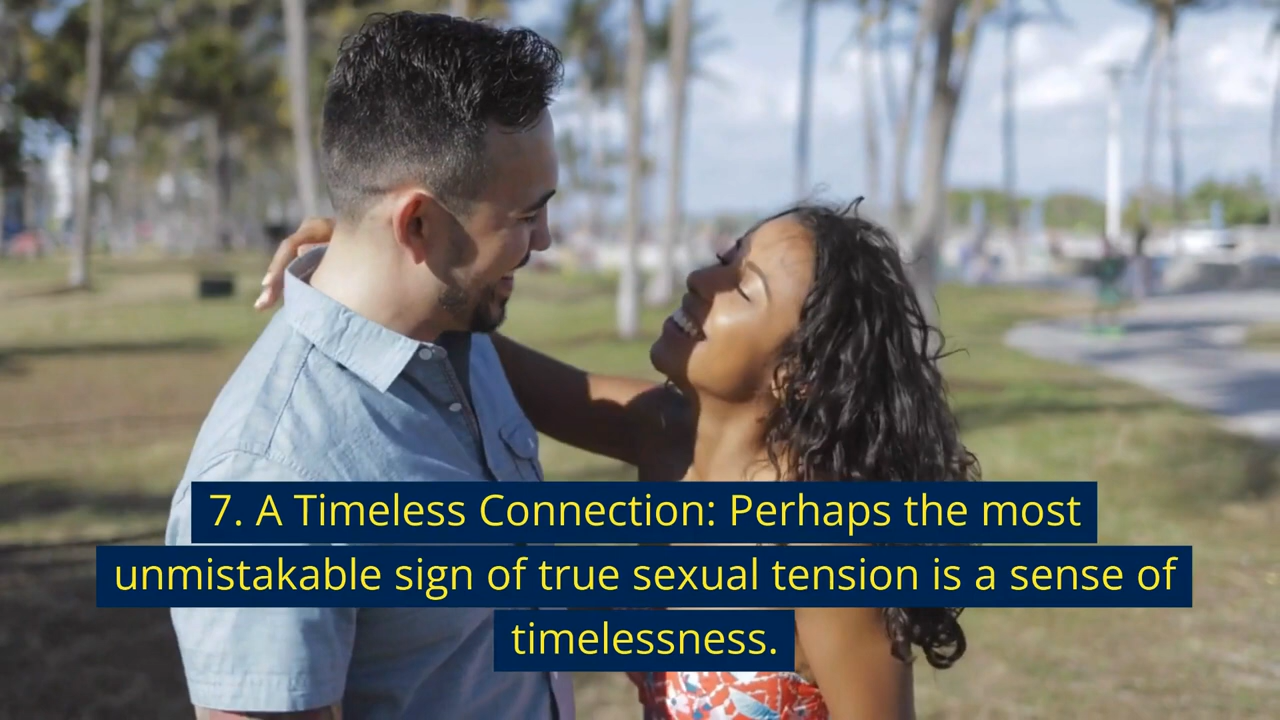 7. A Timeless Connection: Perhaps the most
unmistakable sign of true sexual tension is a sense of
timelessness.